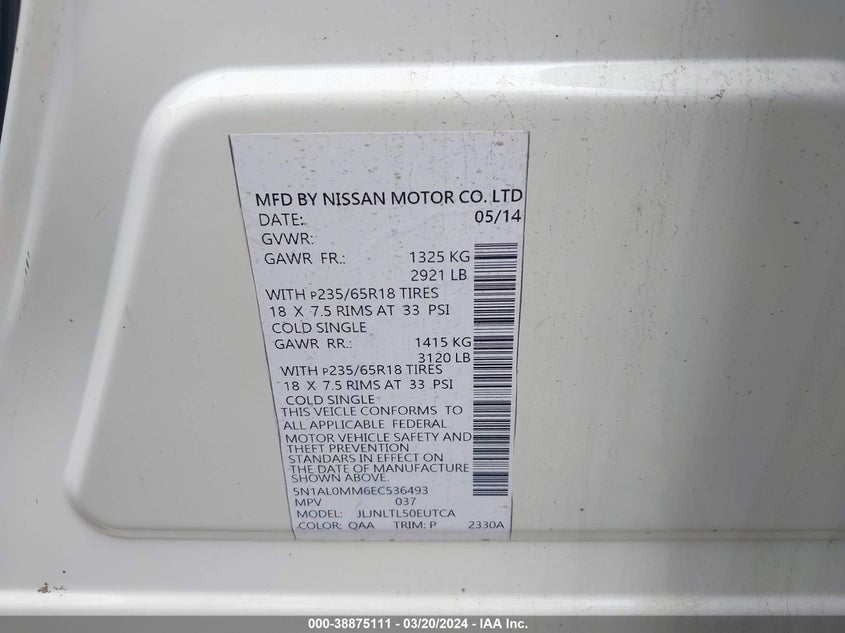 MFD BY NISSAN MOTOR CO. LTD
DATE: 05/14
GVWR:
GAWR FR.: 1325 KG
2921 LB
WITH P235/65R18 TIRES
18 X 7.5 RIMS AT 33 PSI
COLD SINGLE
GAWR RR.: 1415 KG
3120 LB
WITH P235/65R18 TIRES
18 X 7.5 RIMS AT 33 PSI
COLD SINGLE
THIS VEICLE CONFORMS TO
ALL APPLICABLE FEDERAL
MOTOR VEHICLE SAFETY AND
THEFT PREVENTION
STANDARS IN EFFECT ON
THE DATE OF MANUFACTURE
SHOWN ABOVE.
5N1AL0MM6EC536493
MPV 037
MODEL: JLJNLTL50EUTCA
COLOR: QAA TRIM: P 2330A
000-38875111 - 03/20/2024 - IAA Inc.